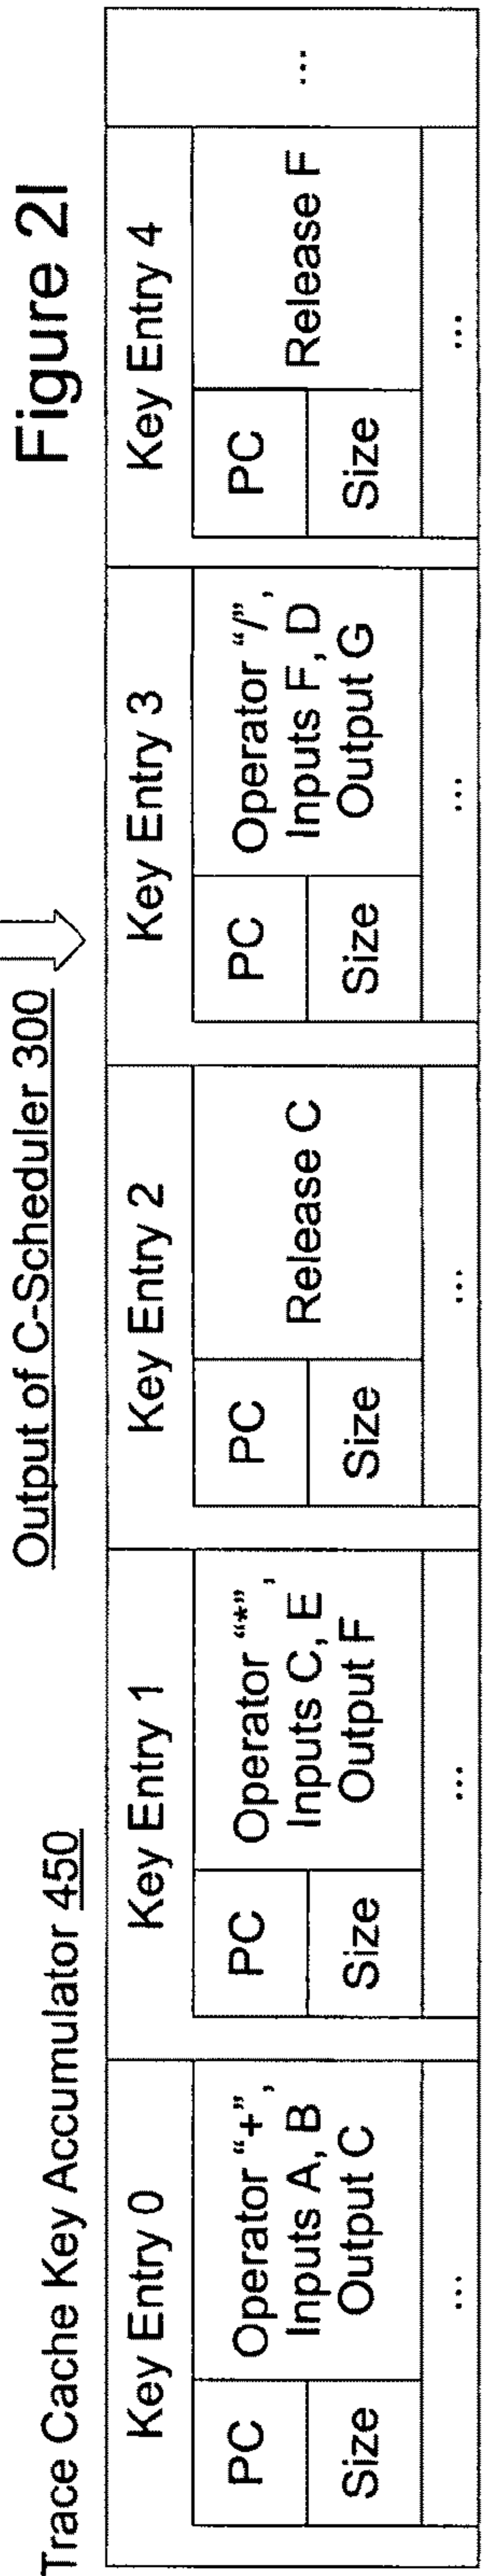 Figure 2I
Output of C-Scheduler 300
Trace Cache Key Accumulator 450
Key Entry 0
PC
Size
Operator “+”,
Inputs A, B
Output C
...
Key Entry 1
PC
Size
Operator “*”,
Inputs C, E
Output F
...
Key Entry 2
PC
Size
Release C
...
Key Entry 3
PC
Size
Operator “/”,
Inputs F, D
Output G
...
Key Entry 4
PC
Size
Release F
...
...